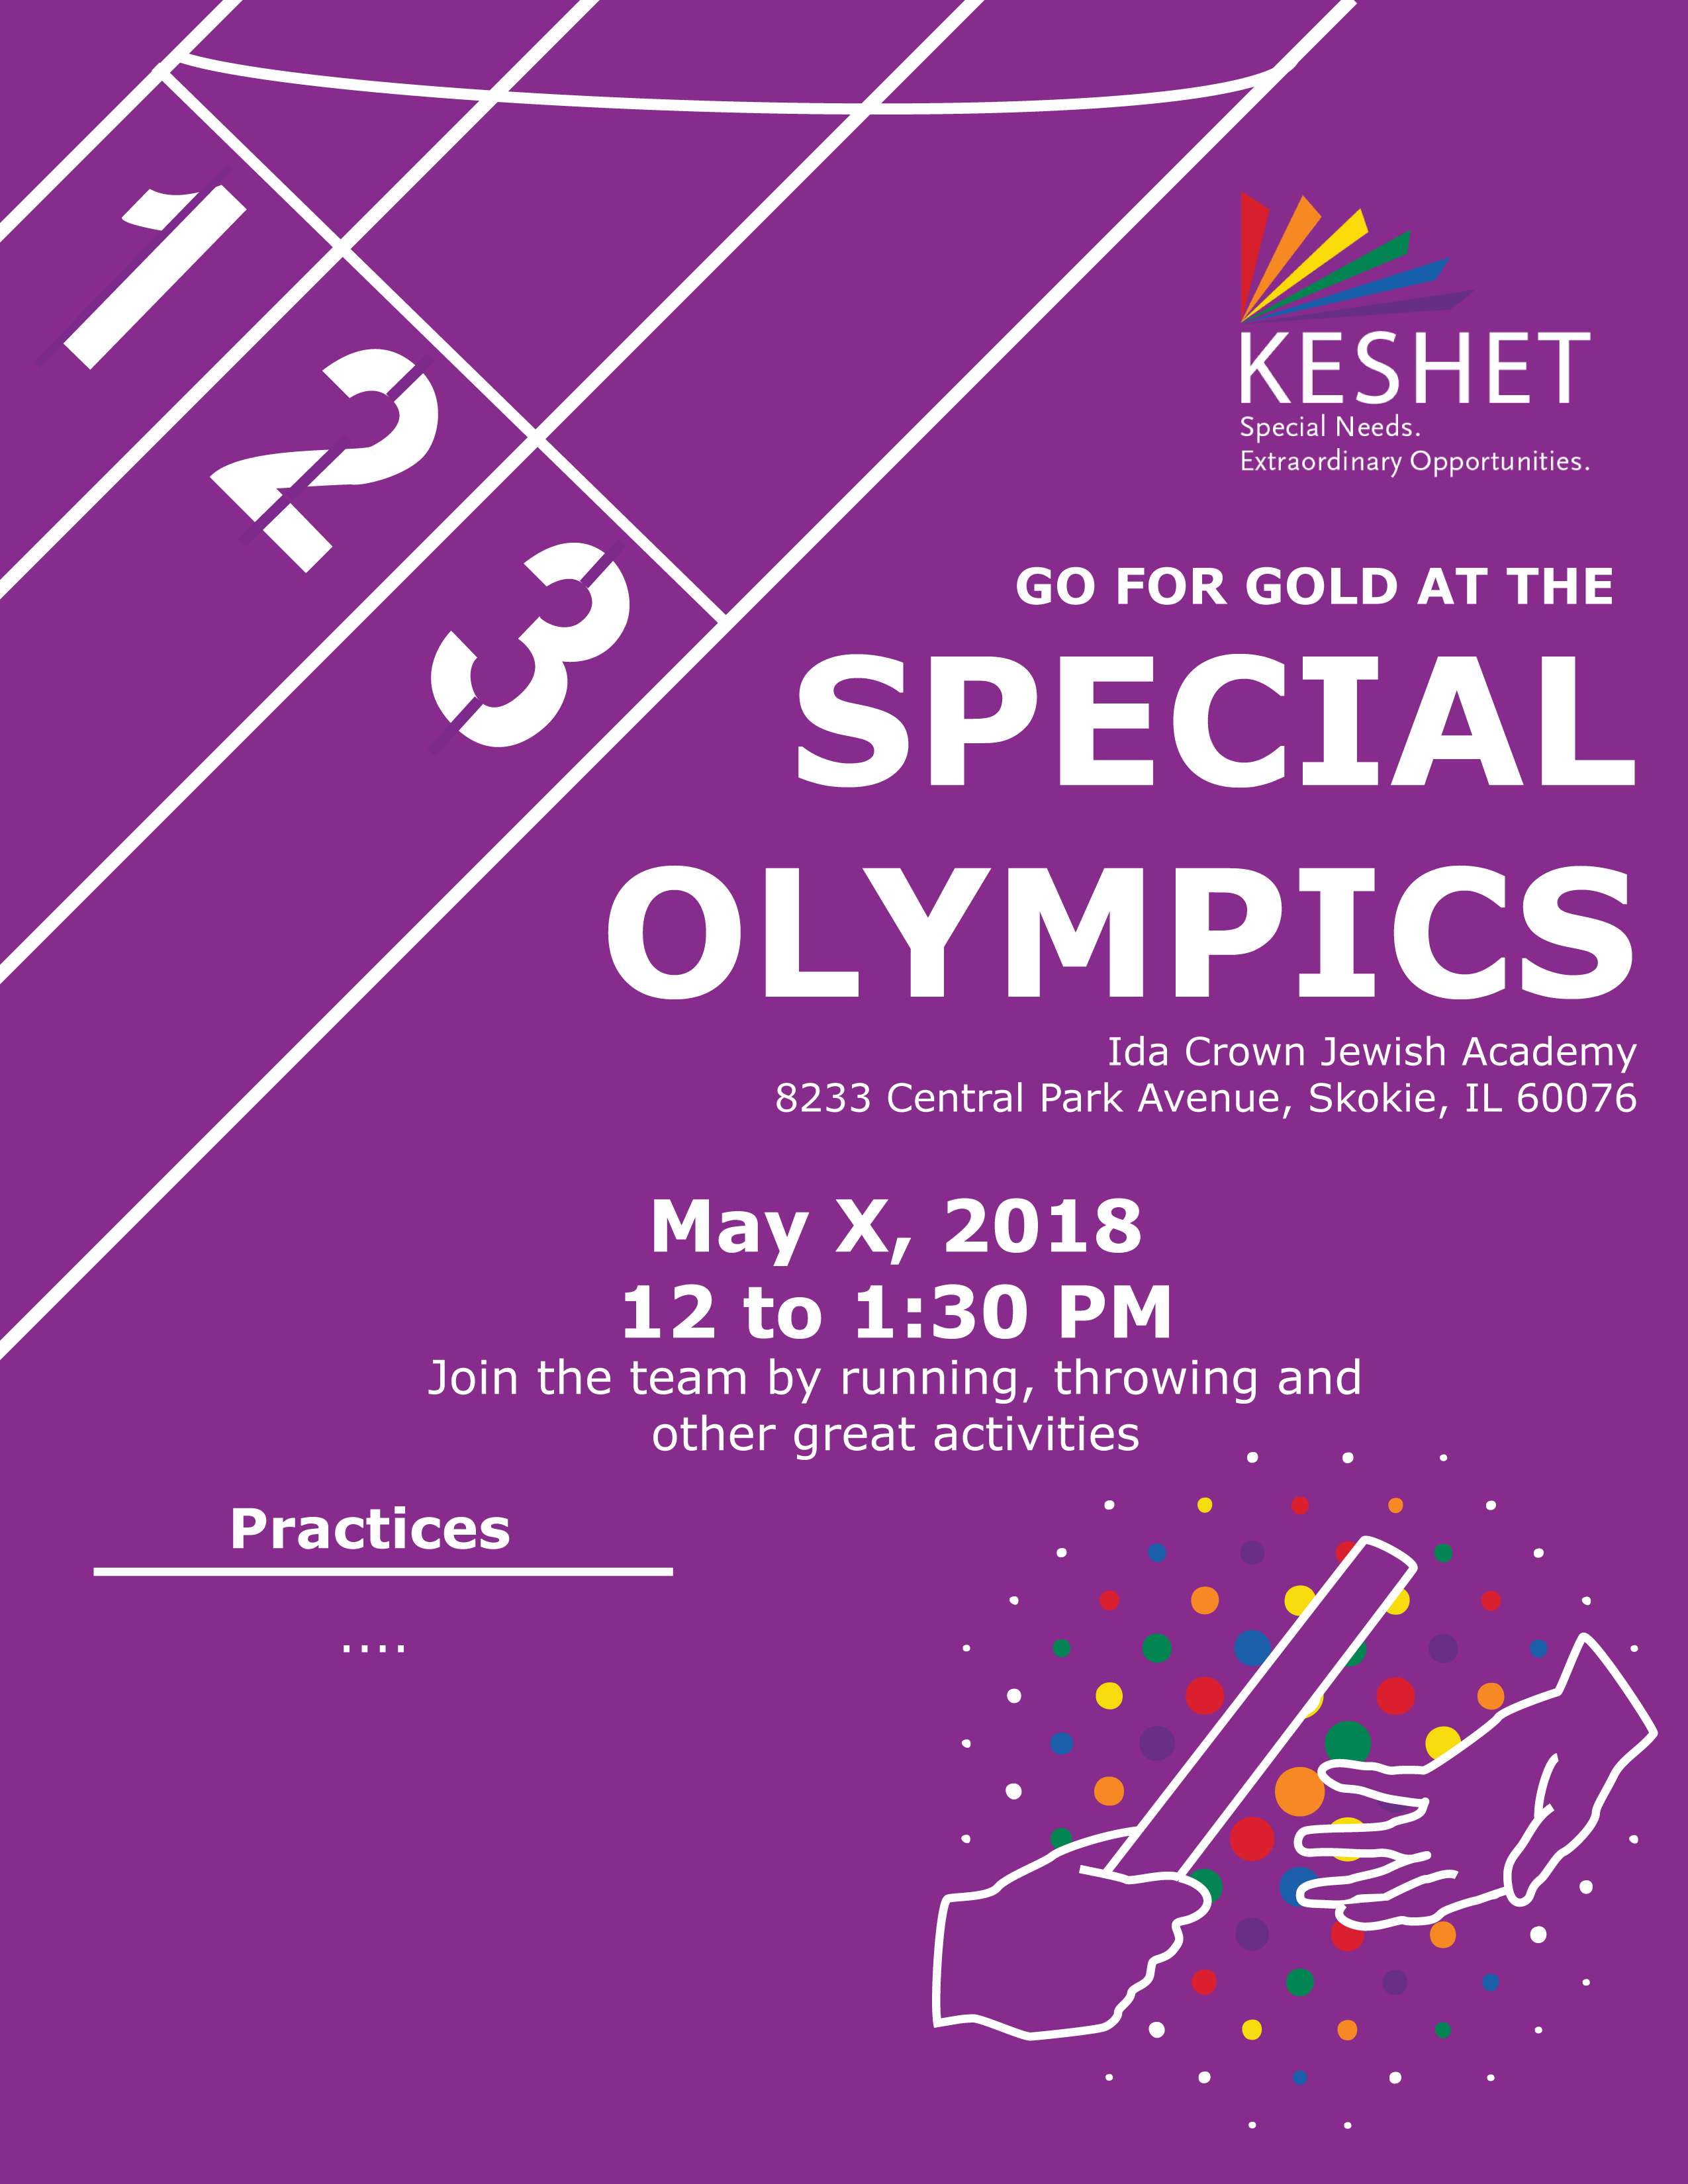 1
2
3
KESHET
Special Needs.
Extraordinary Opportunities.
GO FOR GOLD AT THE
SPECIAL
OLYMPICS
Ida Crown Jewish Academy
8233 Central Park Avenue, Skokie, IL 60076
May X, 2018
12 to 1:30 PM
Join the team by running, throwing and
other great activities
Practices
....